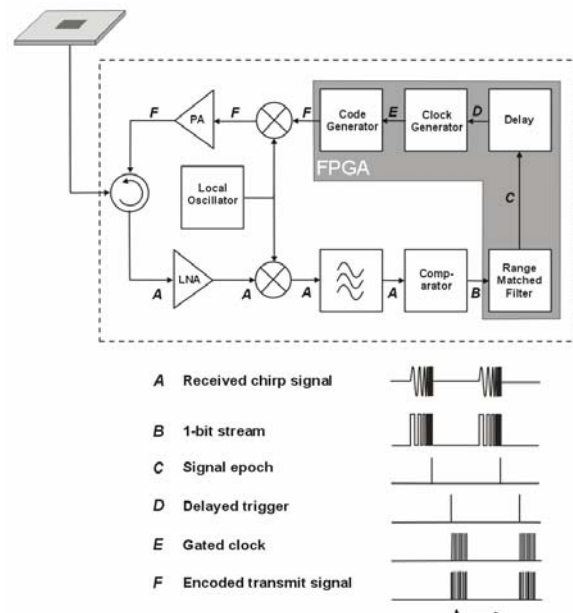 F
PA
F
F
Code Generator
E
Clock Generator
D
Delay
FPGA
C
Local Oscillator
A
LNA
A
A
A
Comp-arator
B
Range Matched Filter
A Received chirp signal
B 1-bit stream
C Signal epoch
D Delayed trigger
E Gated clock
F Encoded transmit signal